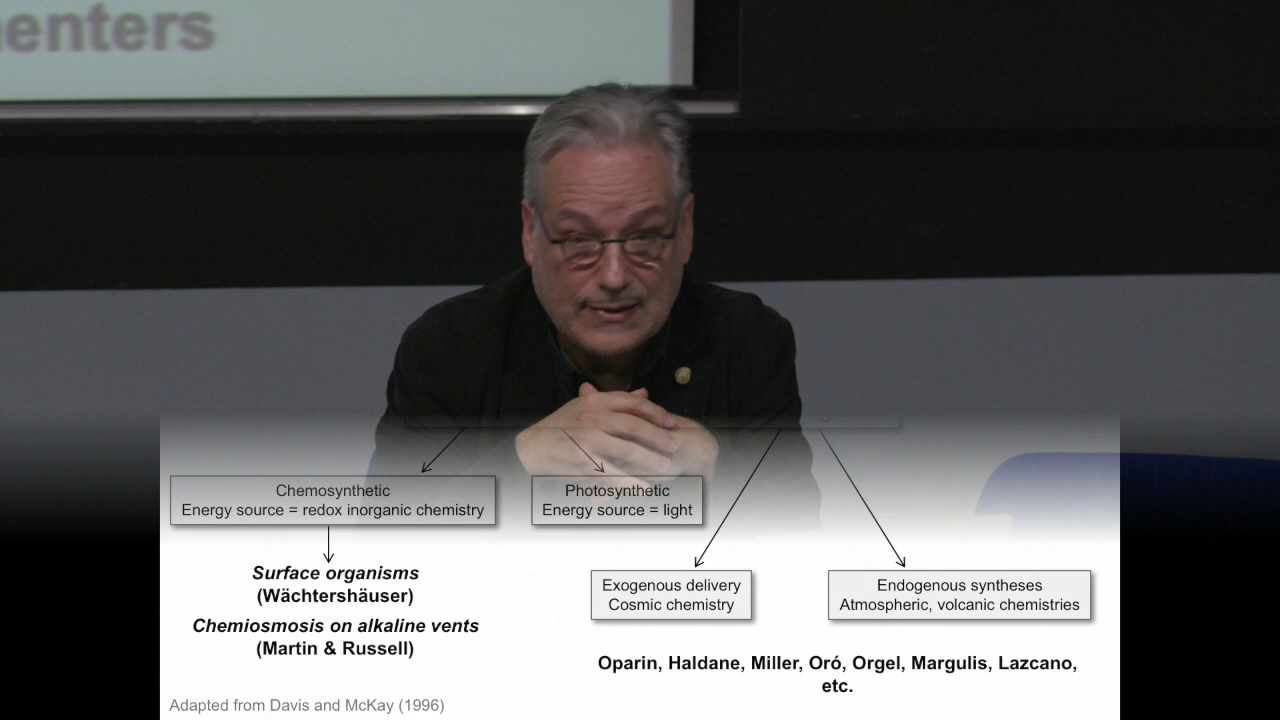 Chemosynthetic
Energy source = redox inorganic chemistry
Photosynthetic
Energy source = light
Surface organisms
(Wächtershäuser)
Chemiosmosis on alkaline vents
(Martin & Russell)
Exogenous delivery
Cosmic chemistry
Endogenous syntheses
Atmospheric, volcanic chemistries
Oparin, Haldane, Miller, Oró, Orgel, Margulis, Lazcano,
etc.
Adapted from Davis and McKay (1996)